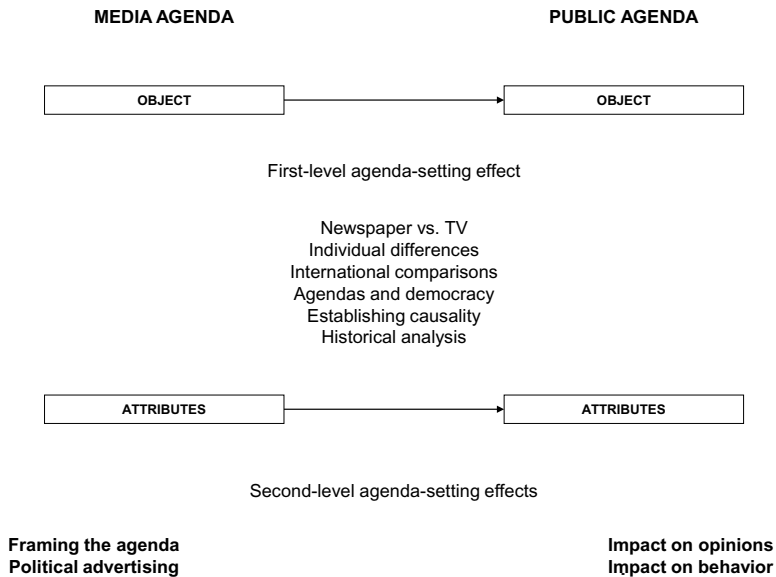 MEDIA AGENDA
PUBLIC AGENDA
OBJECT
OBJECT
First-level agenda-setting effect
Newspaper vs. TV
Individual differences
International comparisons
Agendas and democracy
Establishing causality
Historical analysis
ATTRIBUTES
ATTRIBUTES
Second-level agenda-setting effects
Framing the agenda
Political advertising
Impact on opinions
Impact on behavior